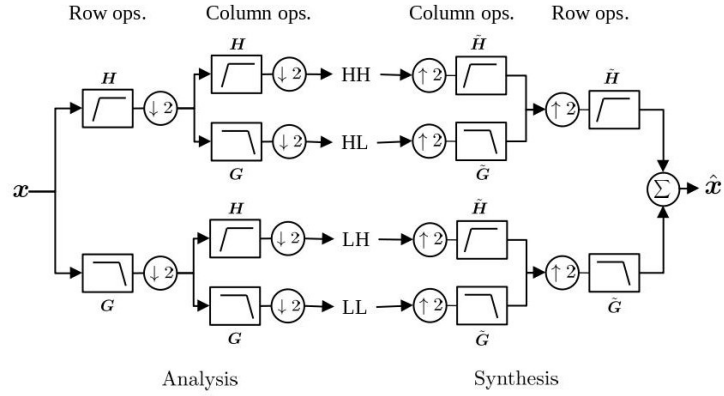 Row ops. Column ops. Column ops. Row ops.
H H̃
H ↓ 2 HH ↑ 2 H̃
↓ 2 ↑ 2
↓ 2 HL ↑ 2
G G̃
x Σ x̂
H H̃
↓ 2 LH ↑ 2
↓ 2 ↑ 2
G ↓ 2 LL ↑ 2 G̃
G G̃
Analysis Synthesis